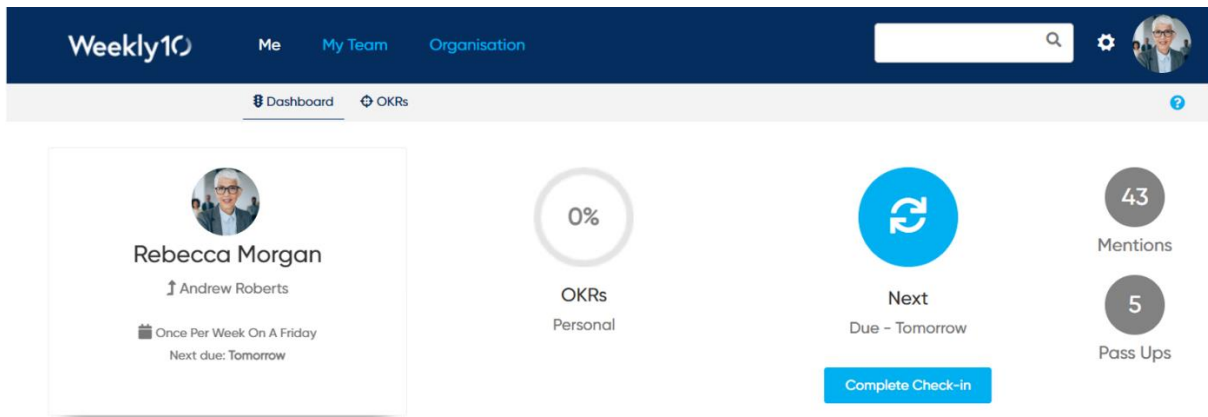 Weekly10
Me
My Team
Organisation
Dashboard
OKRs
Rebecca Morgan
Andrew Roberts
Once Per Week On A Friday
Next due: Tomorrow
0%
OKRs
Personal
Next
Due - Tomorrow
Complete Check-in
43
Mentions
5
Pass Ups